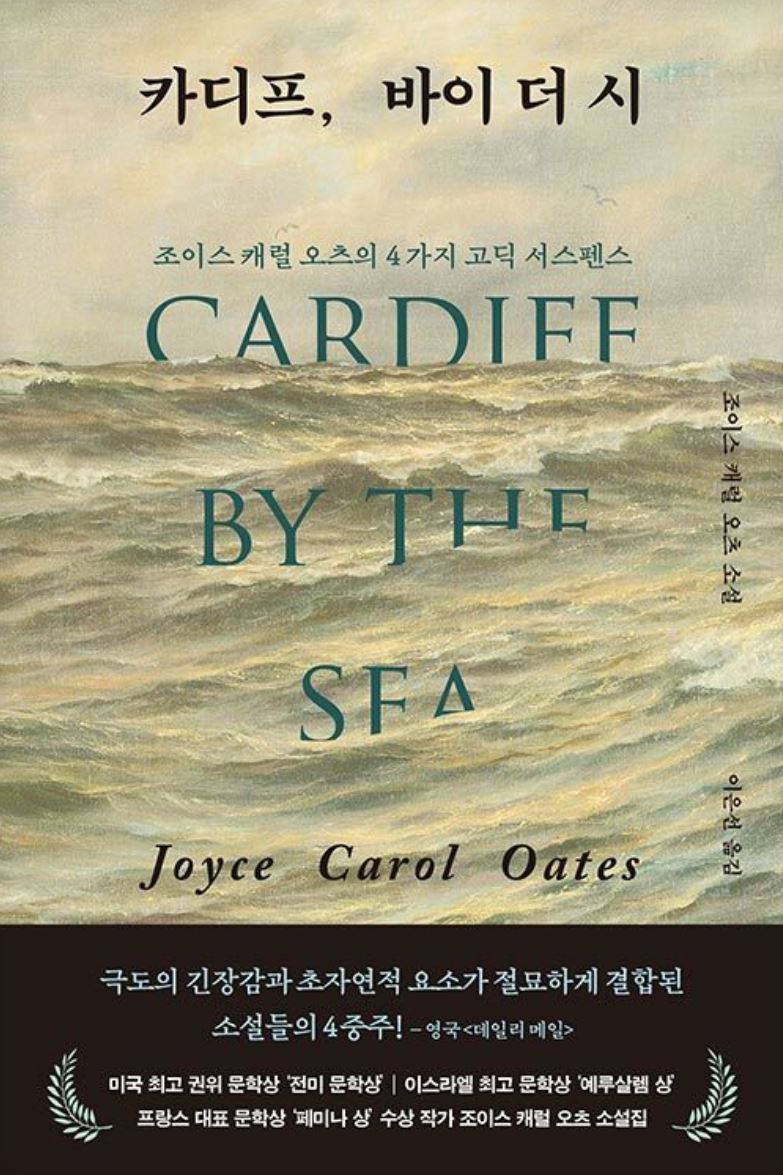 카디프, 바이 더 시
조이스 캐럴 오츠의 4가지 고딕 서스펜스
CARDIFF
BY THE
SEA
조이스 캐럴 오츠 소설
이은선 옮김
Joyce Carol Oates
극도의 긴장감과 초자연적 요소가 절묘하게 결합된
소설들의 4중주! – 영국<데일리 메일>
미국 최고 권위 문학상 '전미 문학상' | 이스라엘 최고 문학상 '예루살렘 상'
프랑스 대표 문학상 '페미나 상' 수상 작가 조이스 캐럴 오츠 소설집